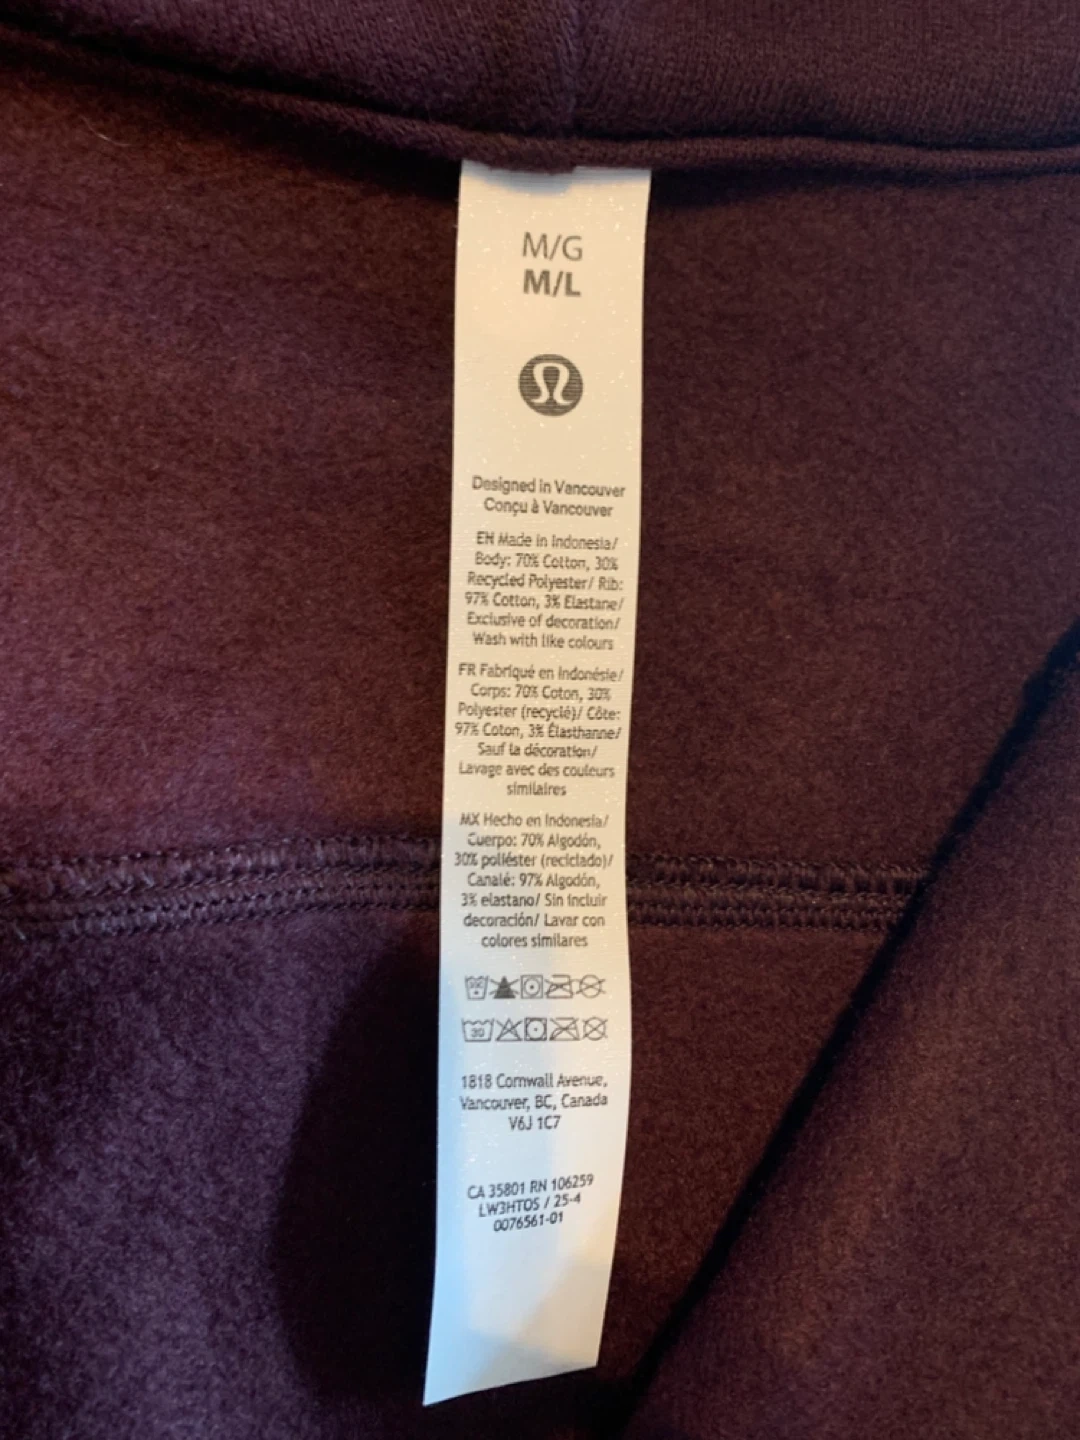 M/G
M/L
Designed in Vancouver
Conçu à Vancouver
EN Made in Indonesia/
Body: 70% Cotton, 30%
Recycled Polyester/ Rib:
97% Cotton, 3% Elastane/
Exclusive of decoration/
Wash with like colours
FR Fabriqué en Indonésie/
Corps: 70% Coton, 30%
Polyester (recyclé)/ Côte:
97% Coton, 3% Élasthanne/
Sauf la décoration/
Lavage avec des couleurs
similaires
MX Hecho en Indonesia/
Cuerpo: 70% Algodón,
30% poliéster (reciclado)/
Canalé: 97% Algodón,
3% elastano/ Sin incluir
decoración/ Lavar con
colores similares
30
1818 Cornwall Avenue,
Vancouver, BC, Canada
V6J 1C7
CA 35801 RN 106259
LW3HTOS / 25-4
0076561-01